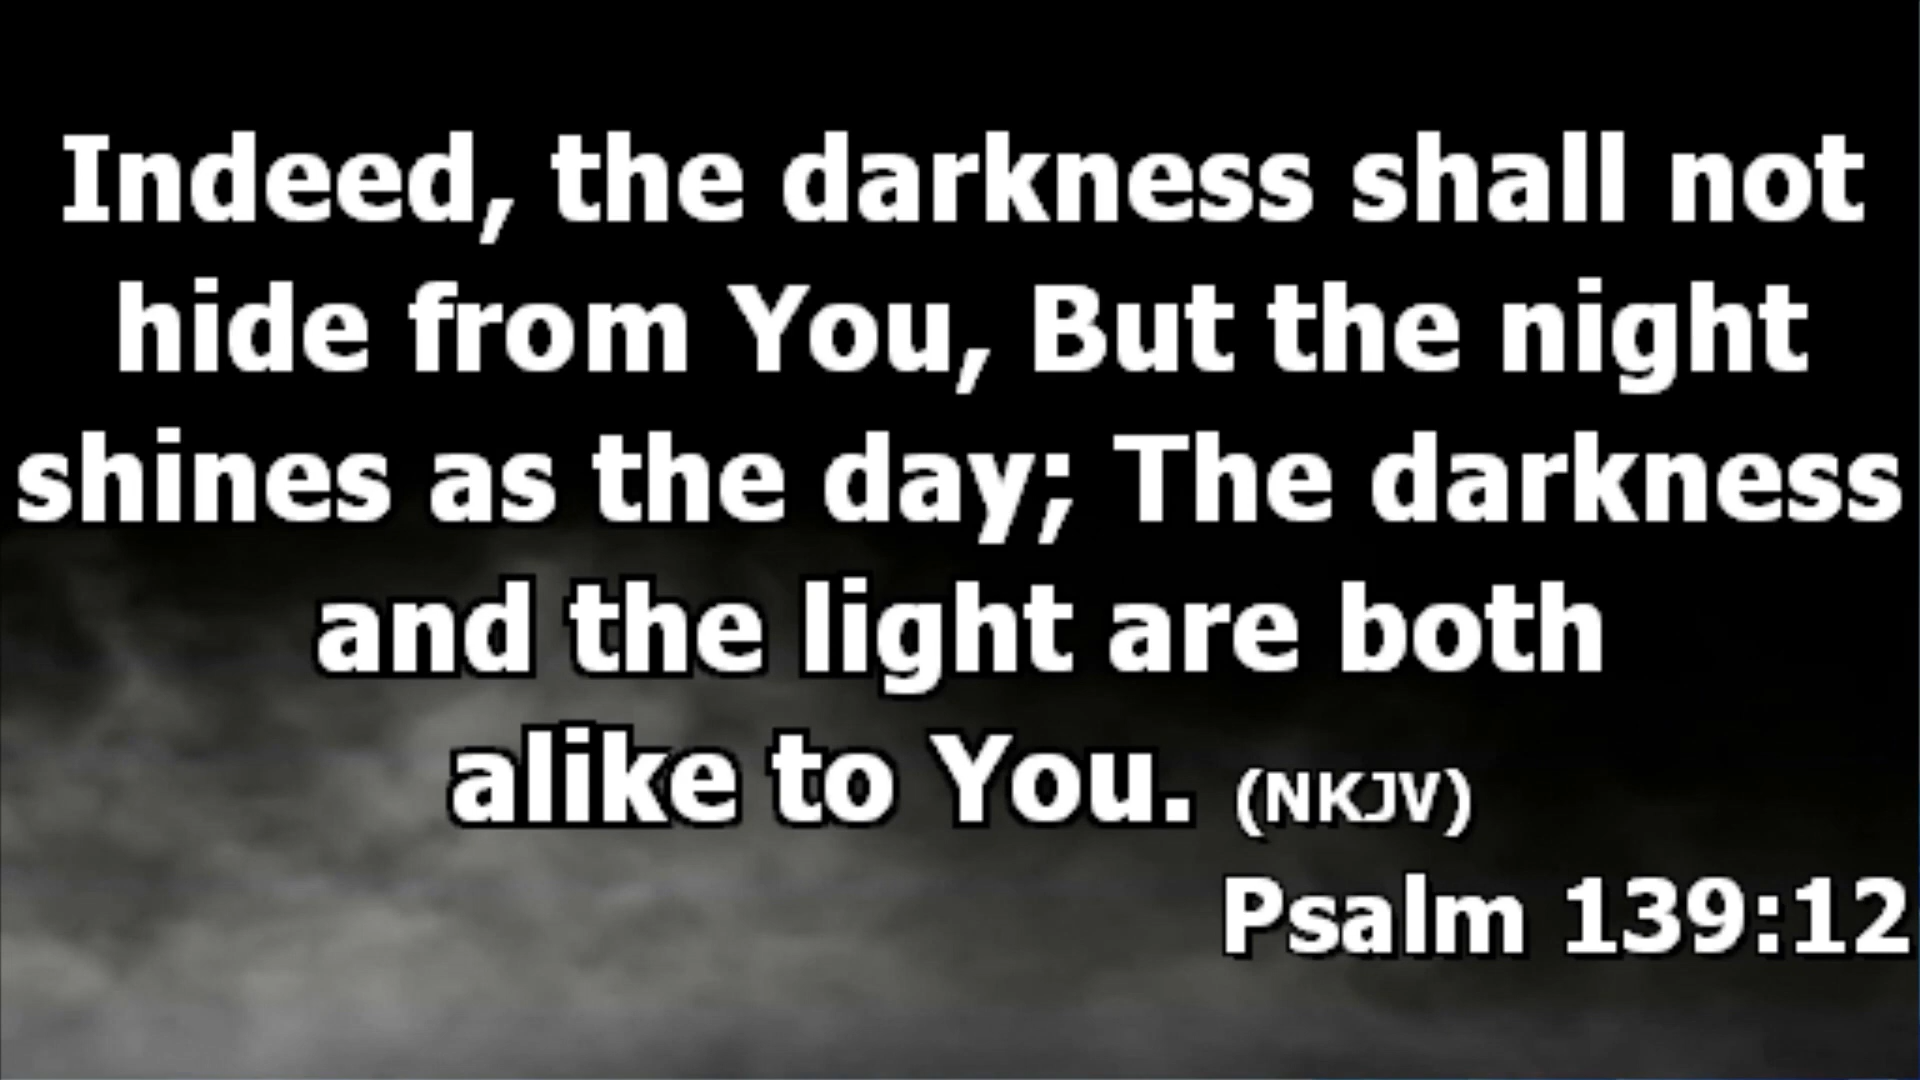 Indeed, the darkness shall not
hide from You, But the night
shines as the day; The darkness
and the light are both
alike to You. (NKJV)
Psalm 139:12